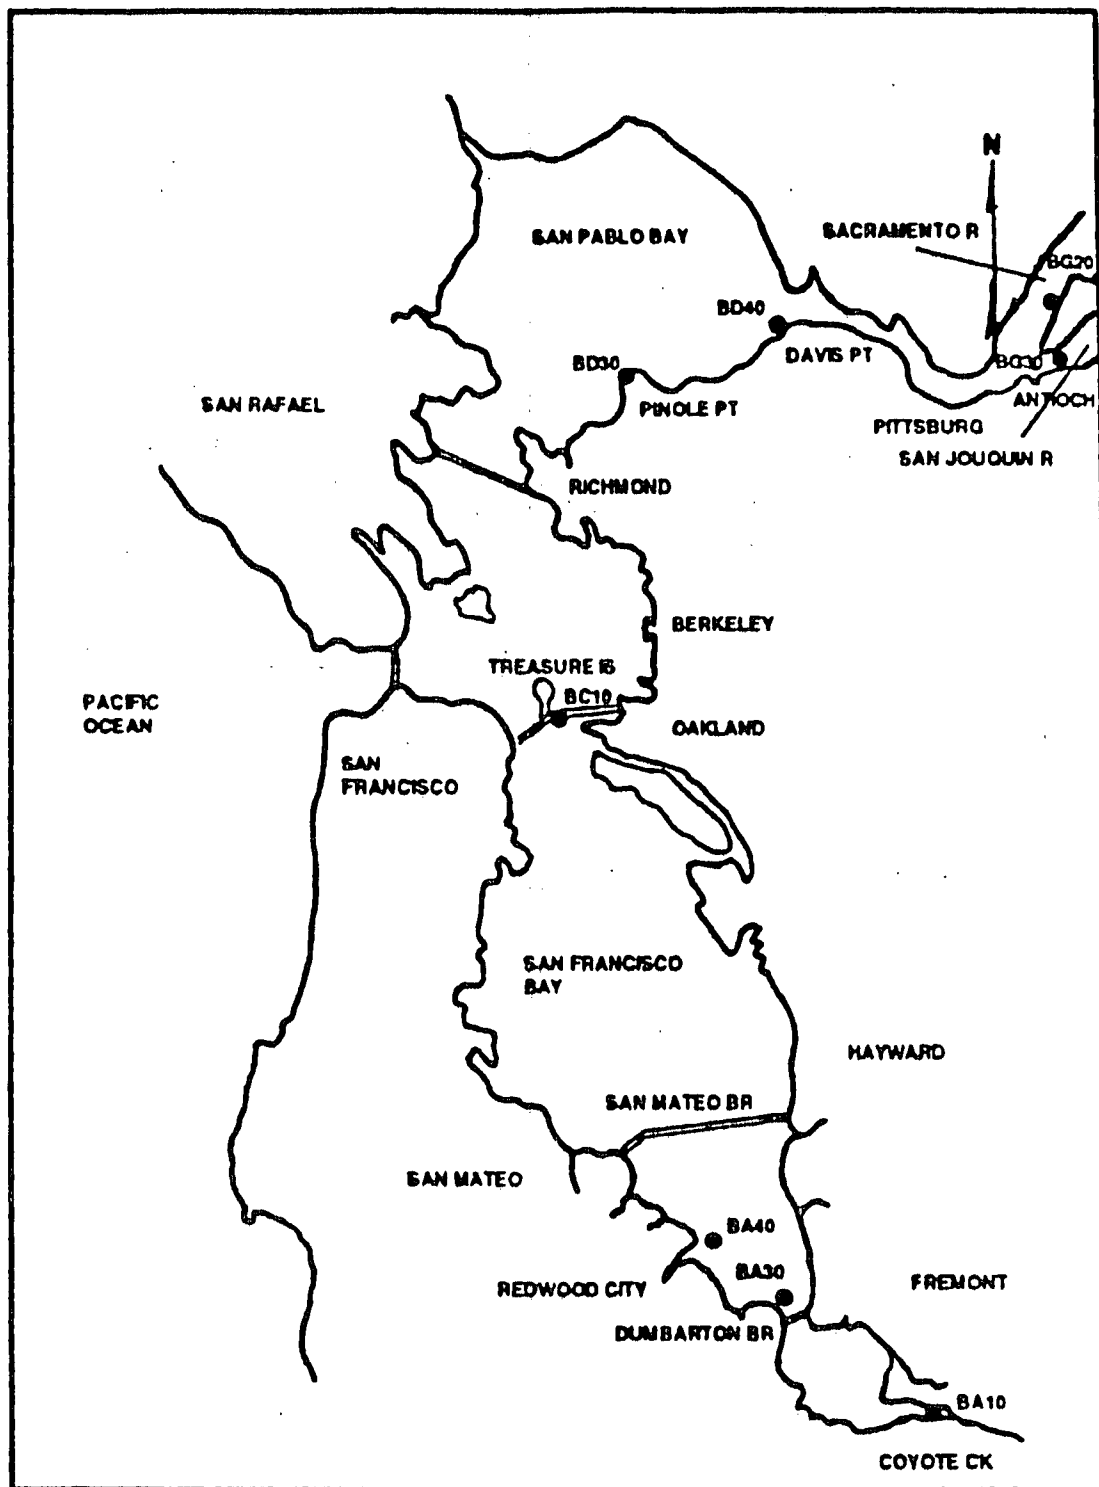 N
SAN PABLO BAY
SACRAMENTO R
BG20
BD40
DAVIS PT
BG30
BD30
ANTIOCH
SAN RAFAEL
PINOLE PT
PITTSBURG
SAN JOUQUIN R
RICHMOND
BERKELEY
TREASURE IS
BC10
PACIFIC
OCEAN
OAKLAND
SAN
FRANCISCO
SAN FRANCISCO
BAY
HAYWARD
SAN MATEO BR
SAN MATEO
BA40
BA30
REDWOOD CITY
FREMONT
DUMBARTON BR
BA10
COYOTE CK